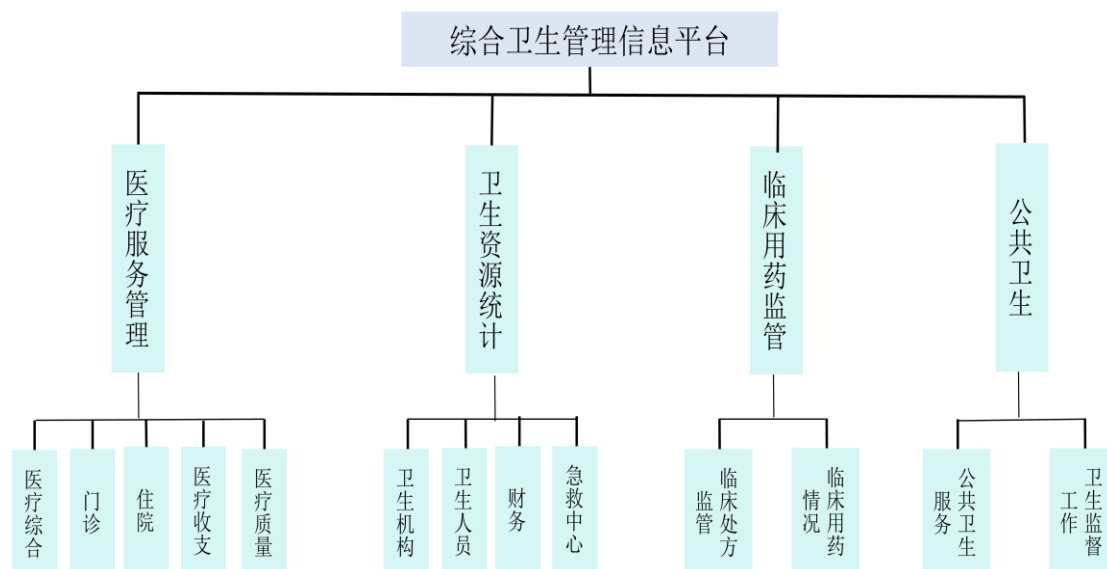 综合卫生管理信息平台
医疗服务管理
卫生资源统计
临床用药监管
公共卫生
医疗综合
门诊
住院
医疗收支
医疗质量
卫生机构
卫生人员
财务
急救中心
临床处方
监管
临床用药
情况
公共卫生
服务
卫生监督
工作